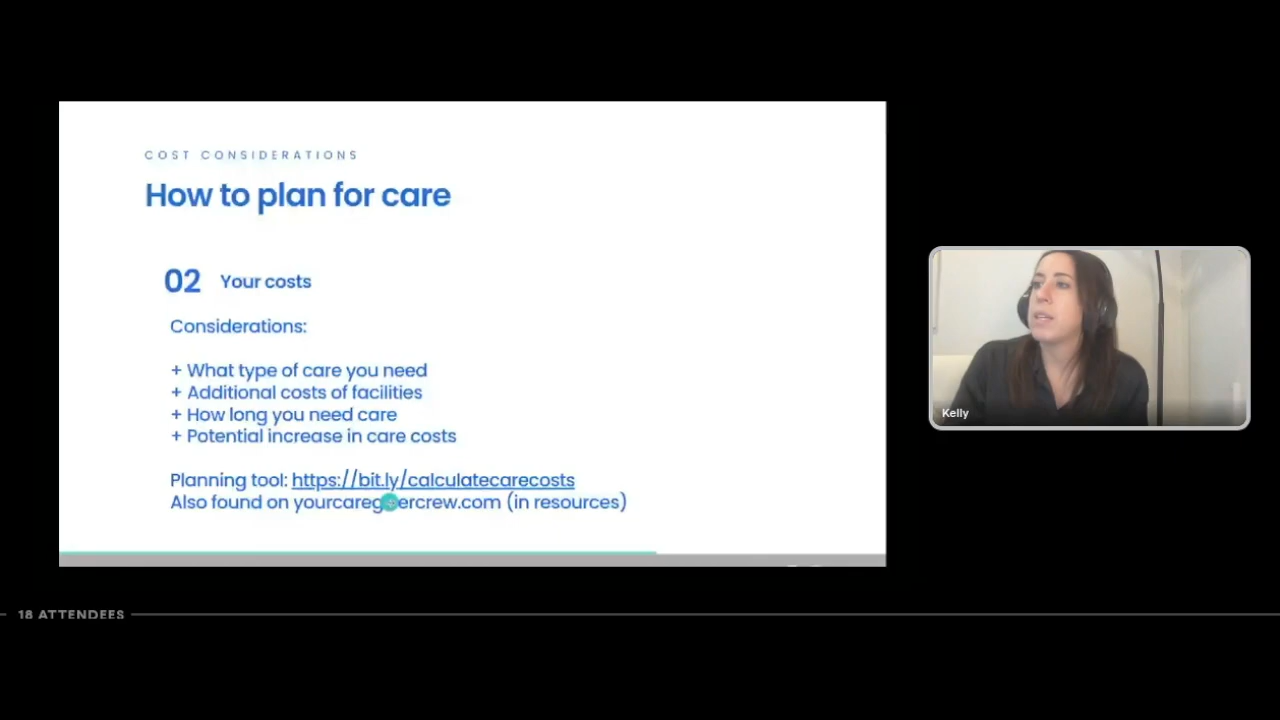 COST CONSIDERATIONS
How to plan for care
02 Your costs
Considerations:
+ What type of care you need
+ Additional costs of facilities
+ How long you need care
+ Potential increase in care costs
Planning tool: https://bit.ly/calculatecarecosts
Also found on (in resources)
Kelly
18 ATTENDEES